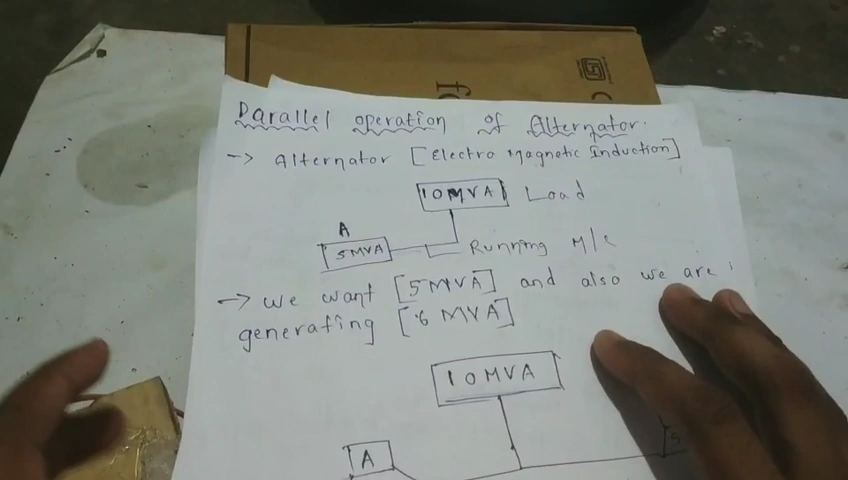 Parallel operation of Alternator.
-> Alternator [Electro Magnetic Induction]
10MVA Load
A
5MVA Running M/c
-> we want [5MVA] and also we are
generating [6 MVA]
10MVA
A